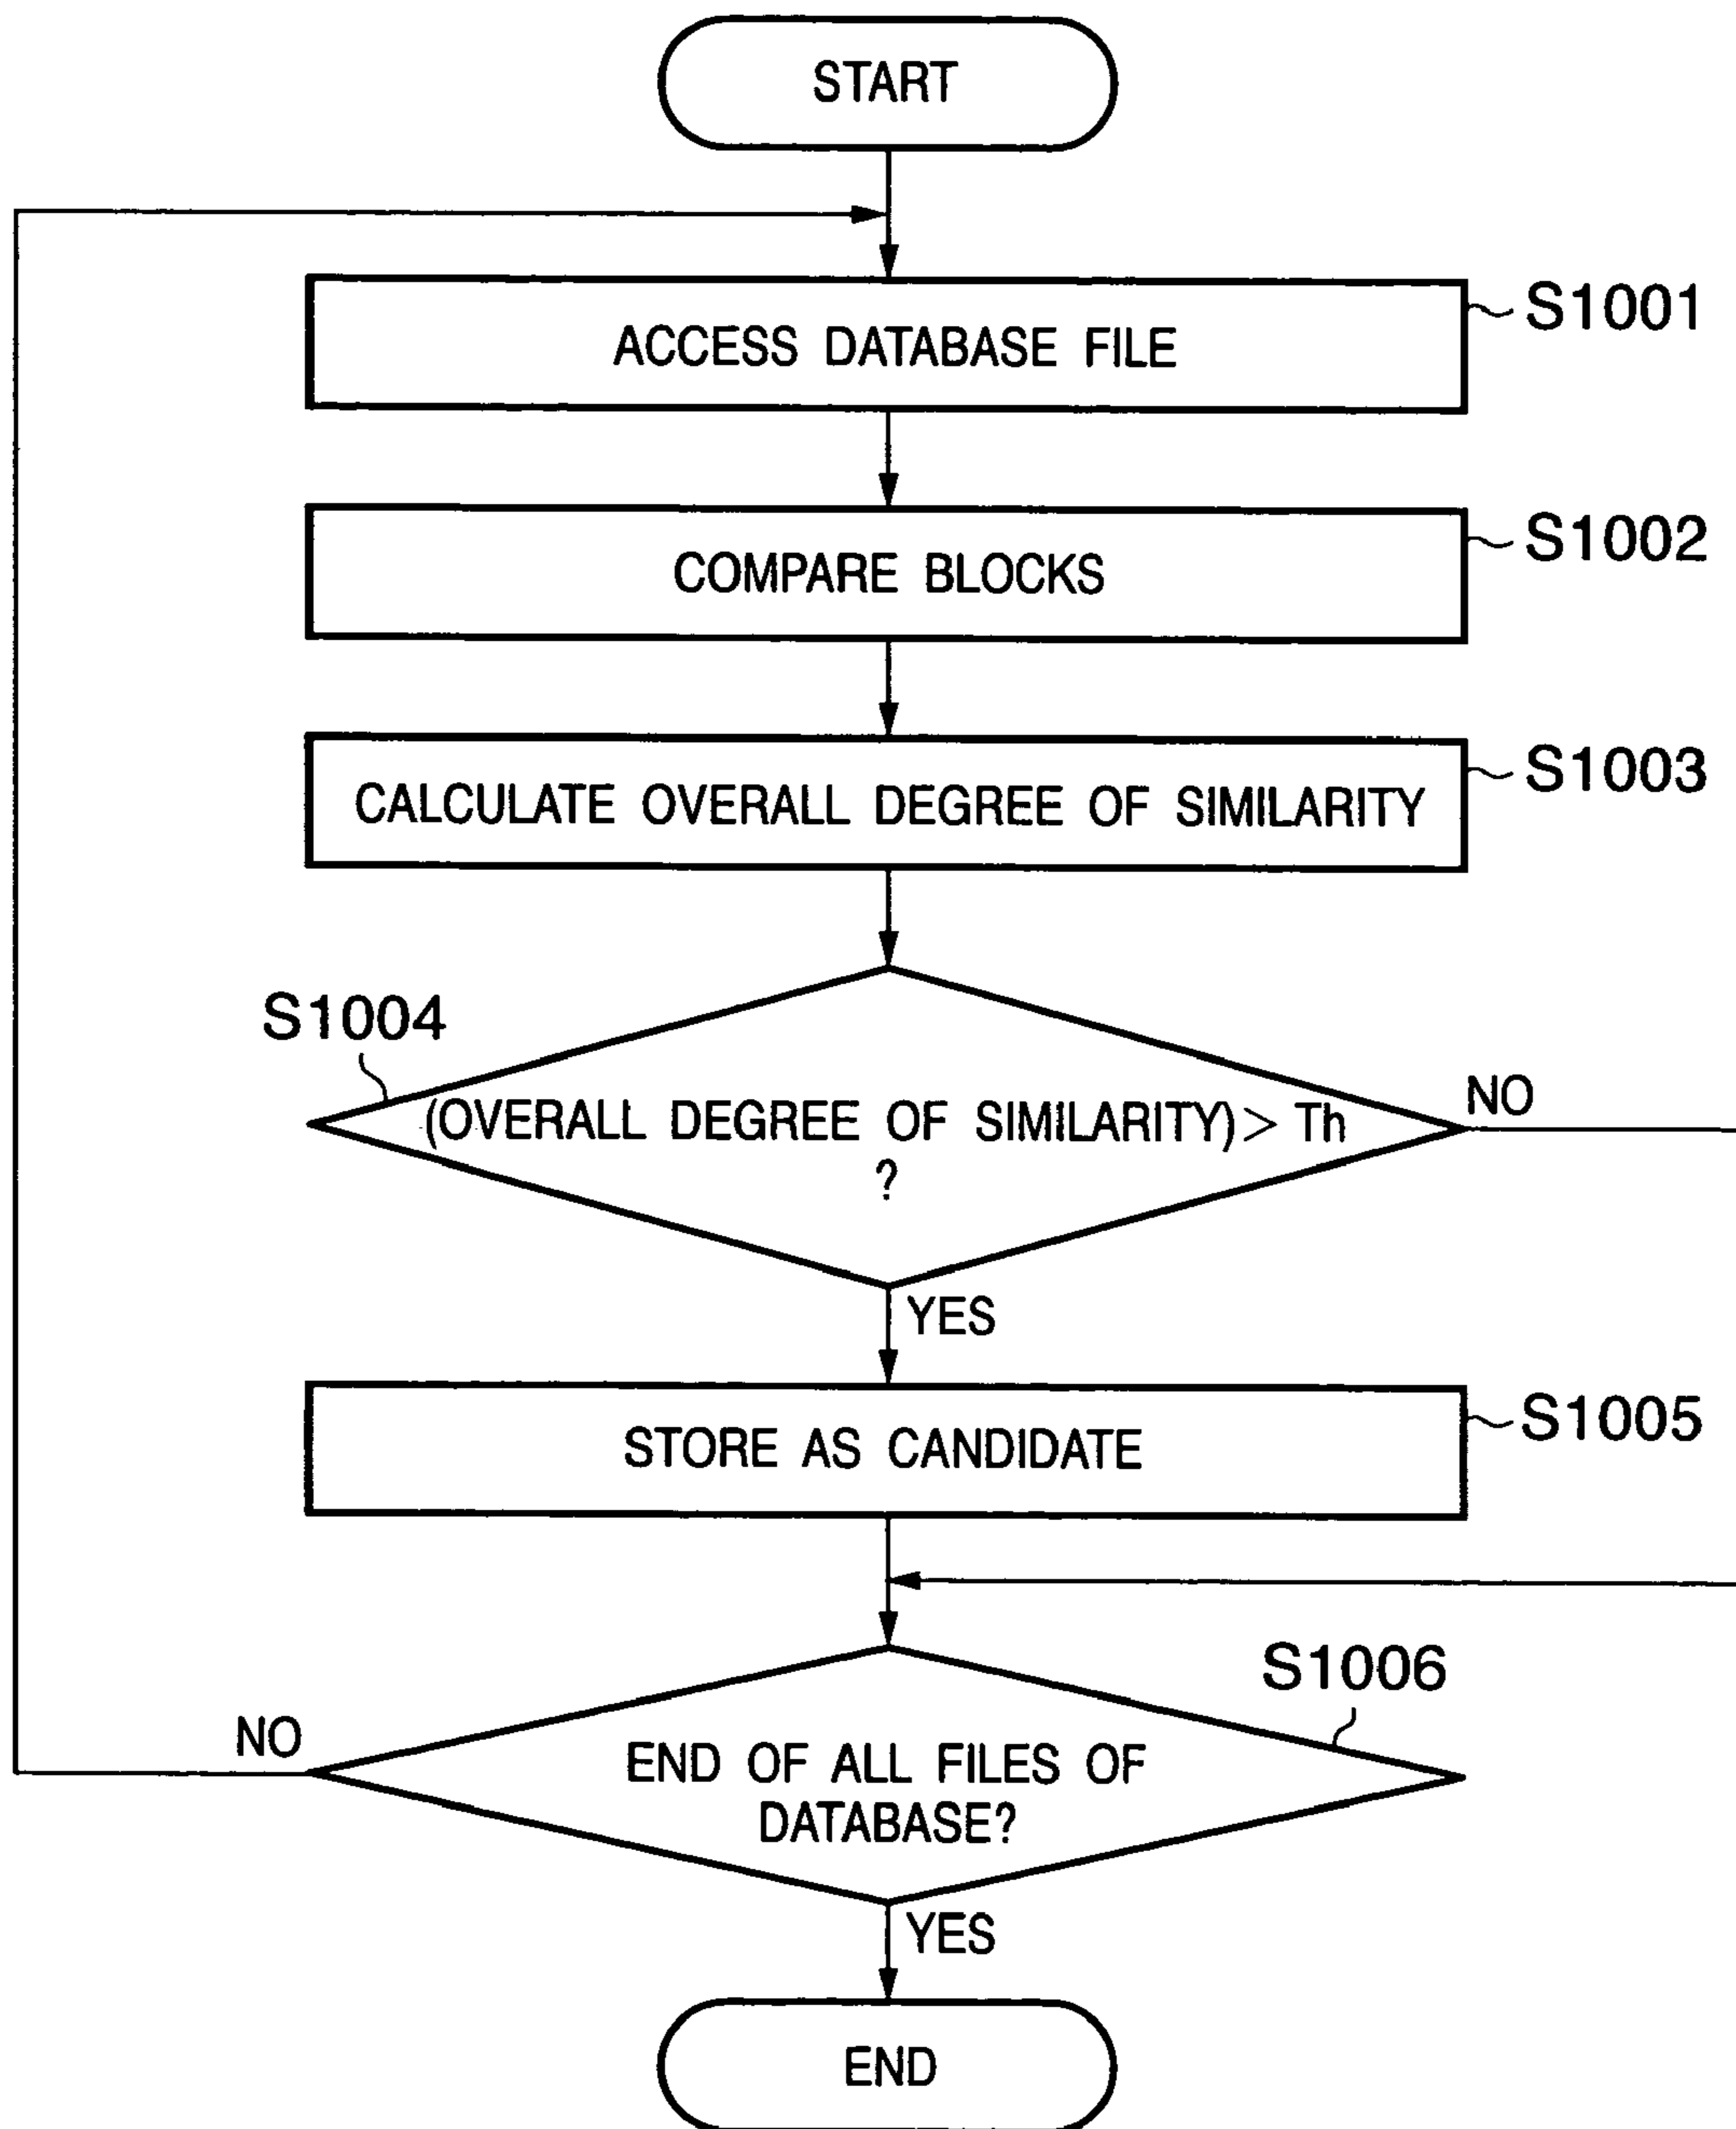 START
ACCESS DATABASE FILE
S1001
COMPARE BLOCKS
S1002
CALCULATE OVERALL DEGREE OF SIMILARITY
S1003
S1004
(OVERALL DEGREE OF SIMILARITY) > Th
?
NO
YES
STORE AS CANDIDATE
S1005
S1006
NO
END OF ALL FILES OF
DATABASE?
YES
END